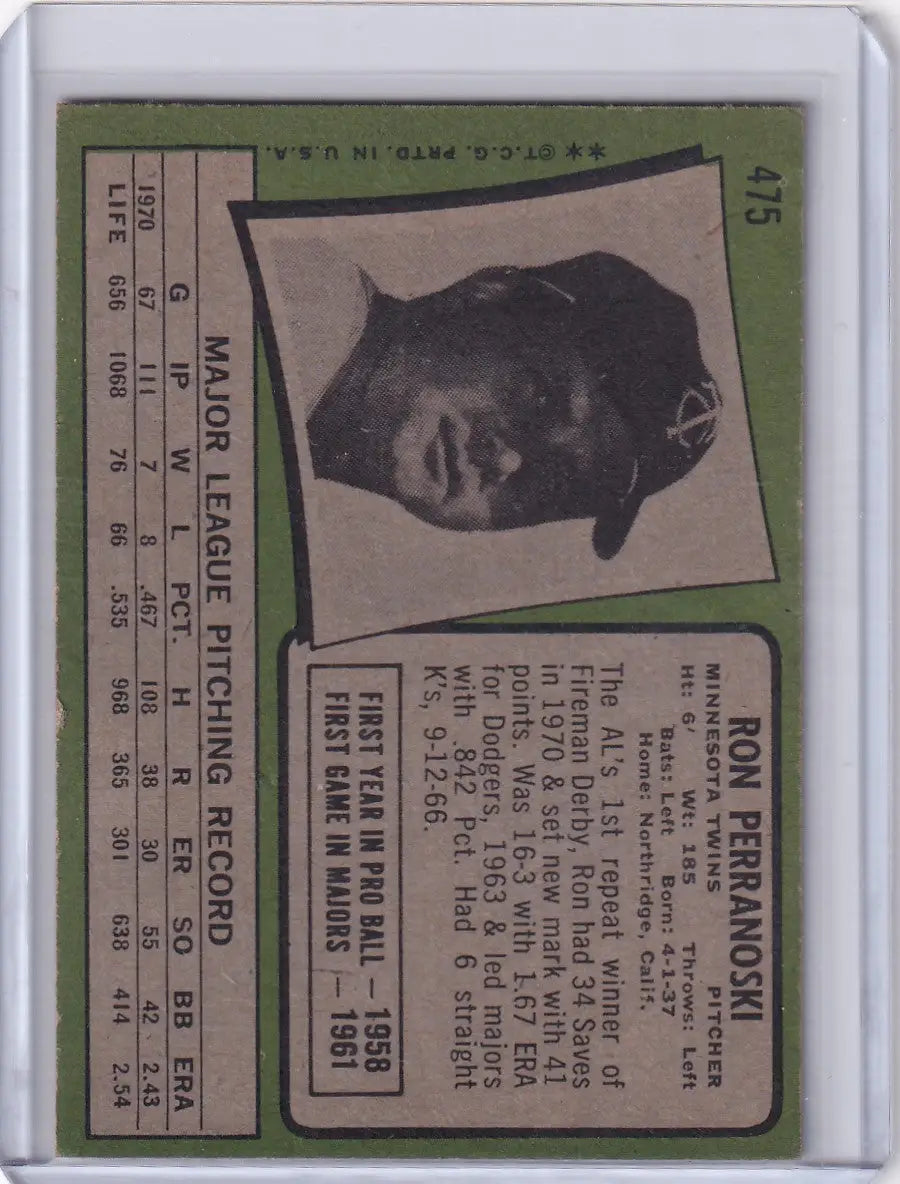 475
** ©T.C.G. PRTD. IN U.S.A.
RON PERRANOSKI
MINNESOTA TWINS PITCHER
Ht: 6' Wt: 185 Throws: Left
Bats: Left Born: 4-1-37
Home: Northridge, Calif.
The AL's 1st repeat winner of
Fireman Derby, Ron had 34 Saves
in 1970 & set new mark with 41
points. Was 16-3 with 1.67 ERA
for Dodgers, 1963 & led majors
with .842 Pct. Had 6 straight
K's, 9-12-66.
FIRST YEAR IN PRO BALL — 1958
FIRST GAME IN MAJORS — 1961
MAJOR LEAGUE PITCHING RECORD
G IP W L PCT. H R ER SO BB ERA
1970 67 111 7 8 .467 108 38 30 55 42 2.43
LIFE 656 1068 76 66 .535 968 365 301 638 414 2.54